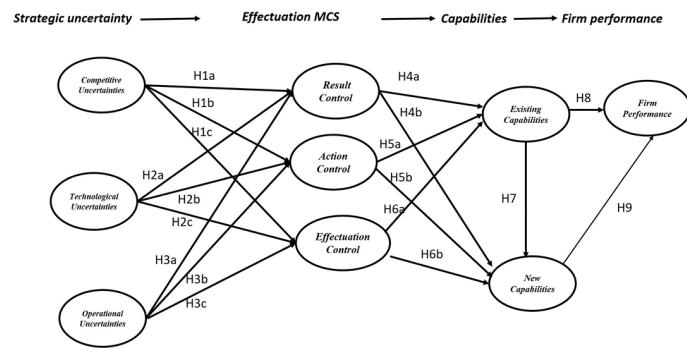 Strategic uncertainty
Effectuation MCS
Capabilities
Firm performance
Competitive
Uncertainties
Technological
Uncertainties
Operational
Uncertainties
H1a
H1b
H1c
H2a
H2b
H2c
H3a
H3b
H3c
Result
Control
Action
Control
Effectuation
Control
H4a
H4b
H5a
H5b
H6a
H6b
Existing
Capabilities
H7
New
Capabilities
H8
H9
Firm
Performance